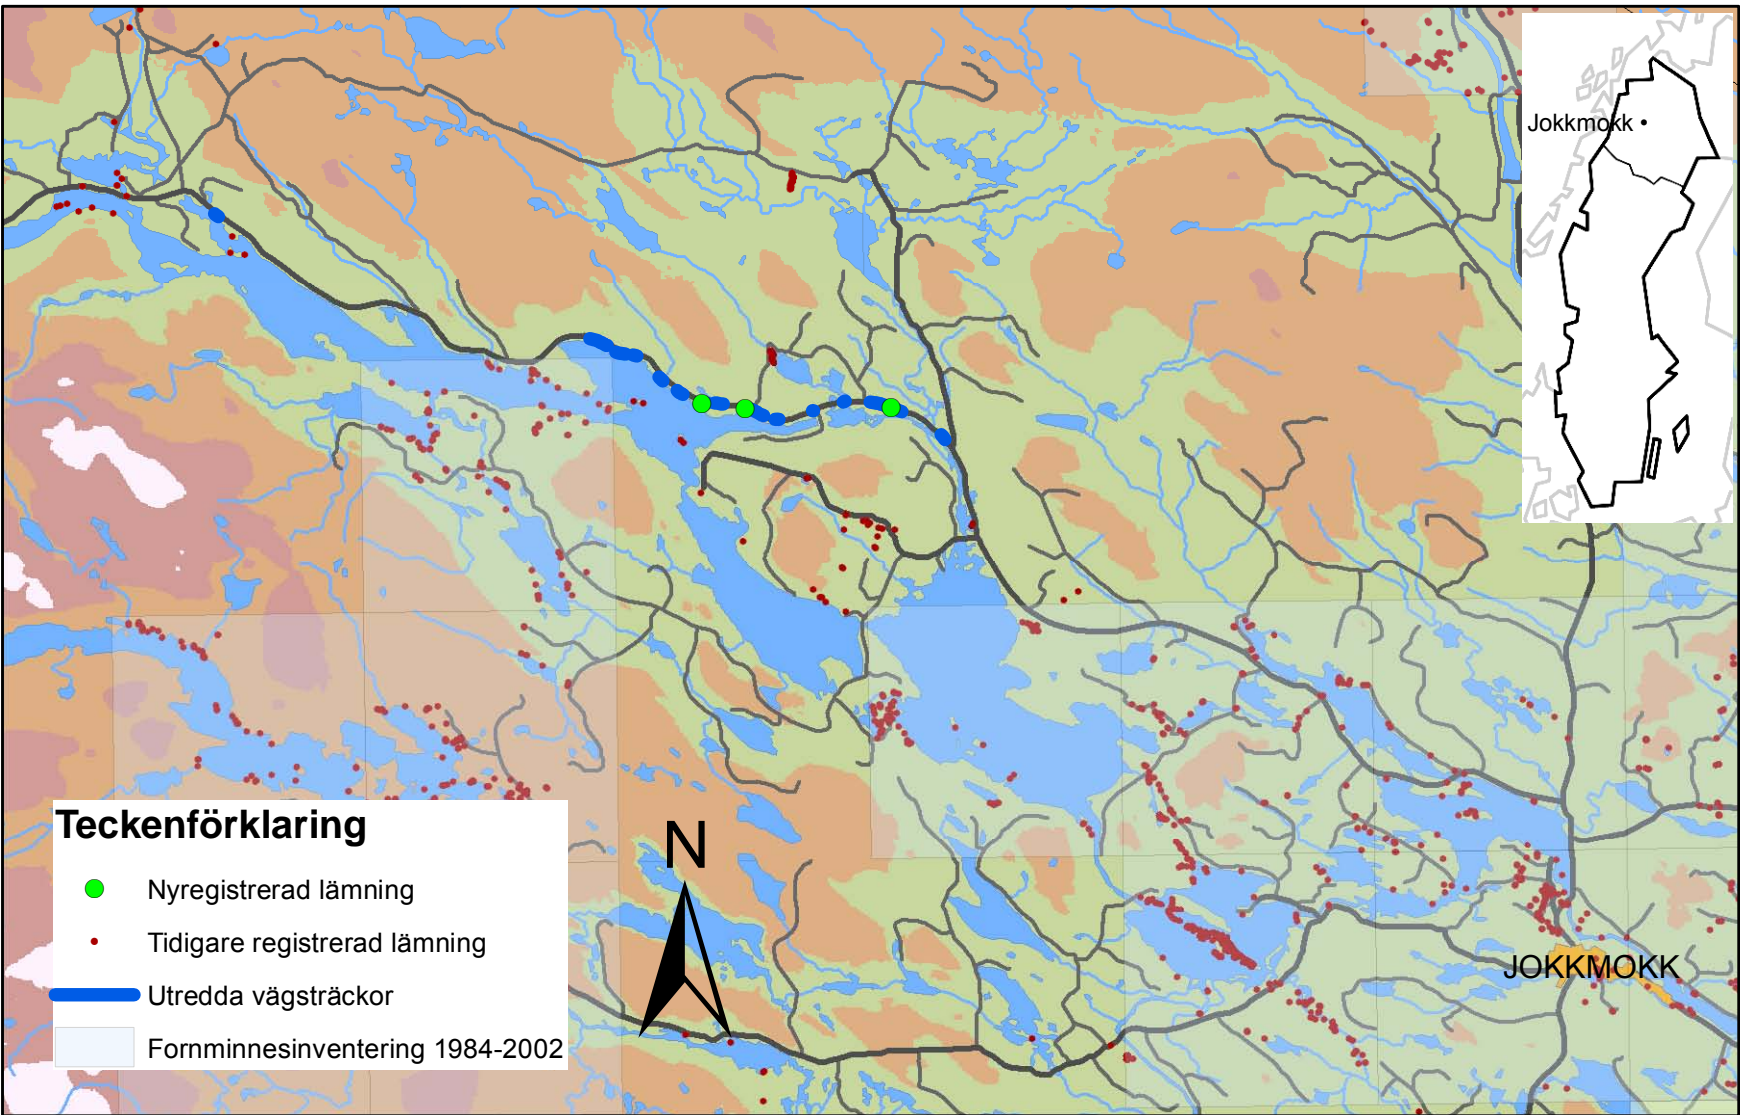 Jokkmokk
Teckenförklaring
N
Nyregistrerad lämning
Tidigare registrerad lämning
Utredda vägsträckor
Fornminnesinventering 1984-2002
JOKKMOKK